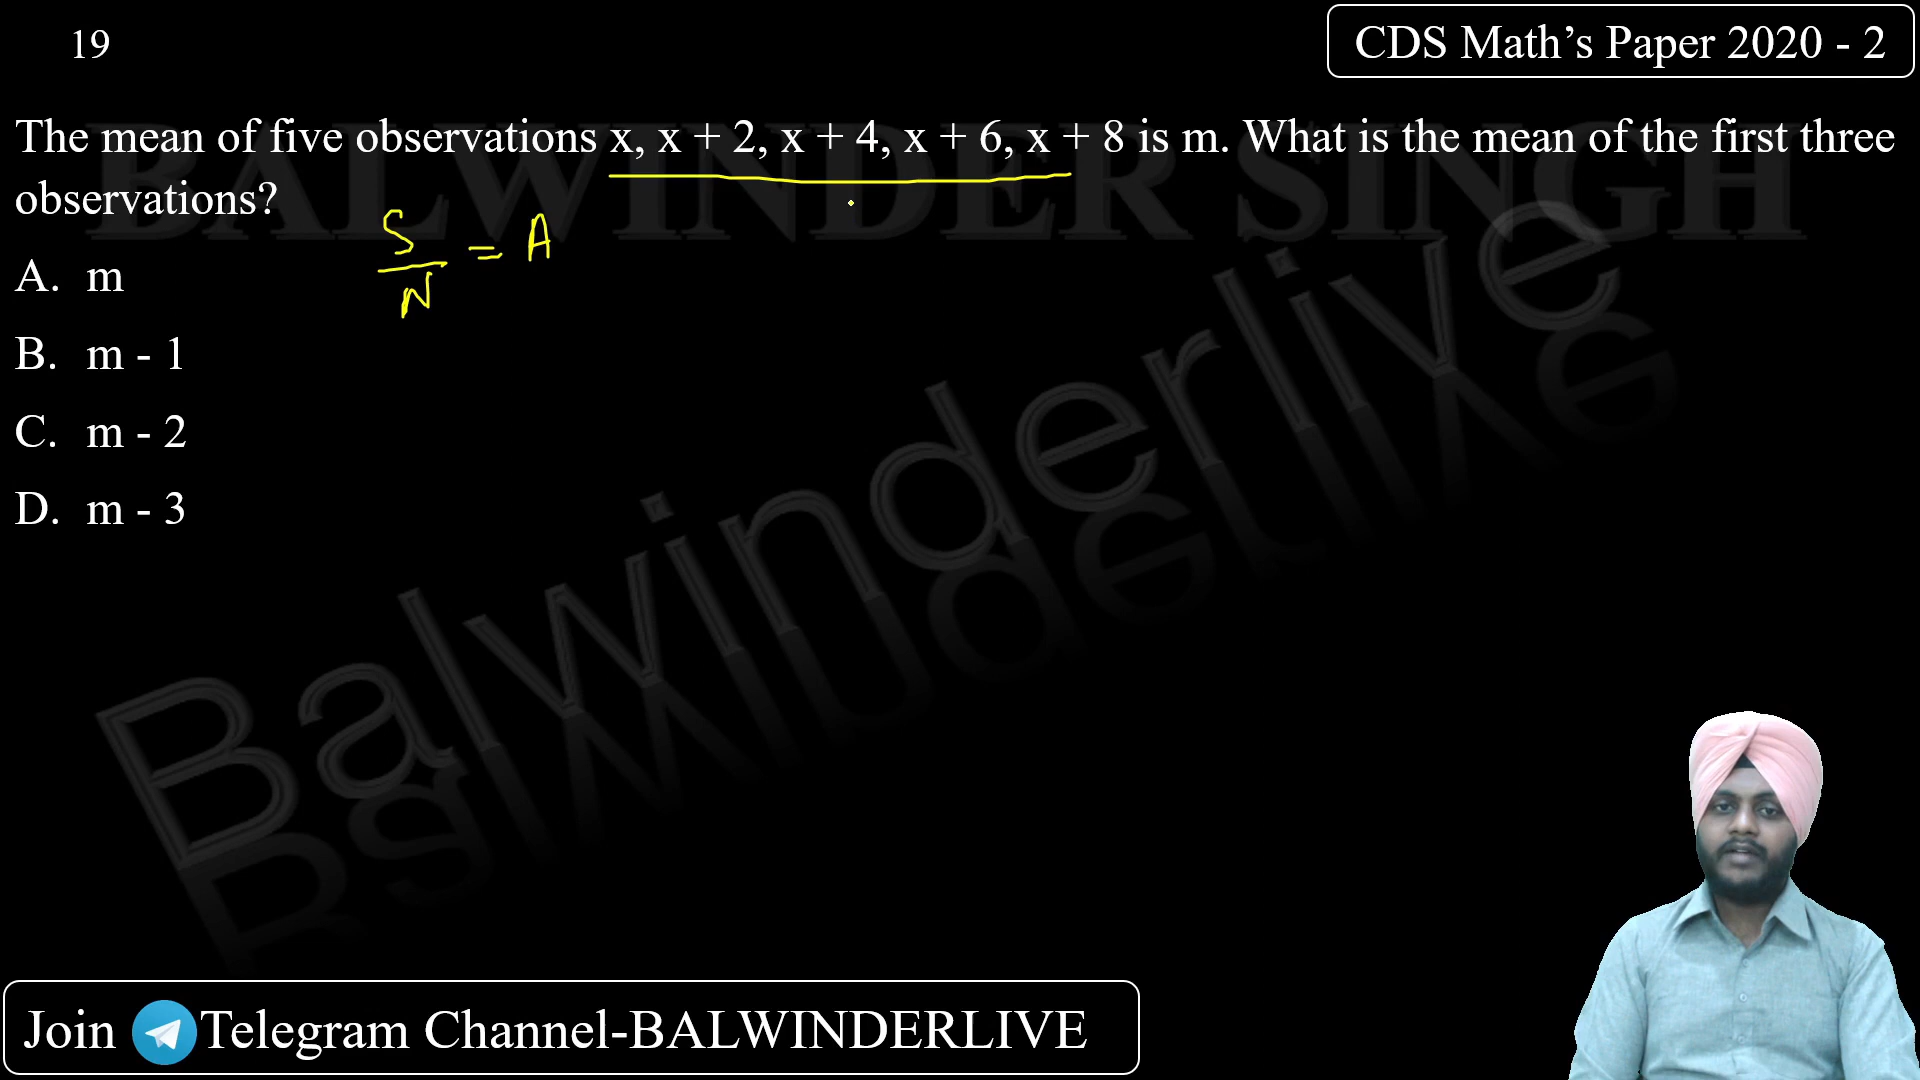 19
CDS Math’s Paper 2020 - 2
The mean of five observations x, x + 2, x + 4, x + 6, x + 8 is m. What is the mean of the first three
observations?
S/N = A
A. m
B. m - 1
C. m - 2
D. m - 3
BALWINDER SINGH
Balwinderlive
Join Telegram Channel-BALWINDERLIVE